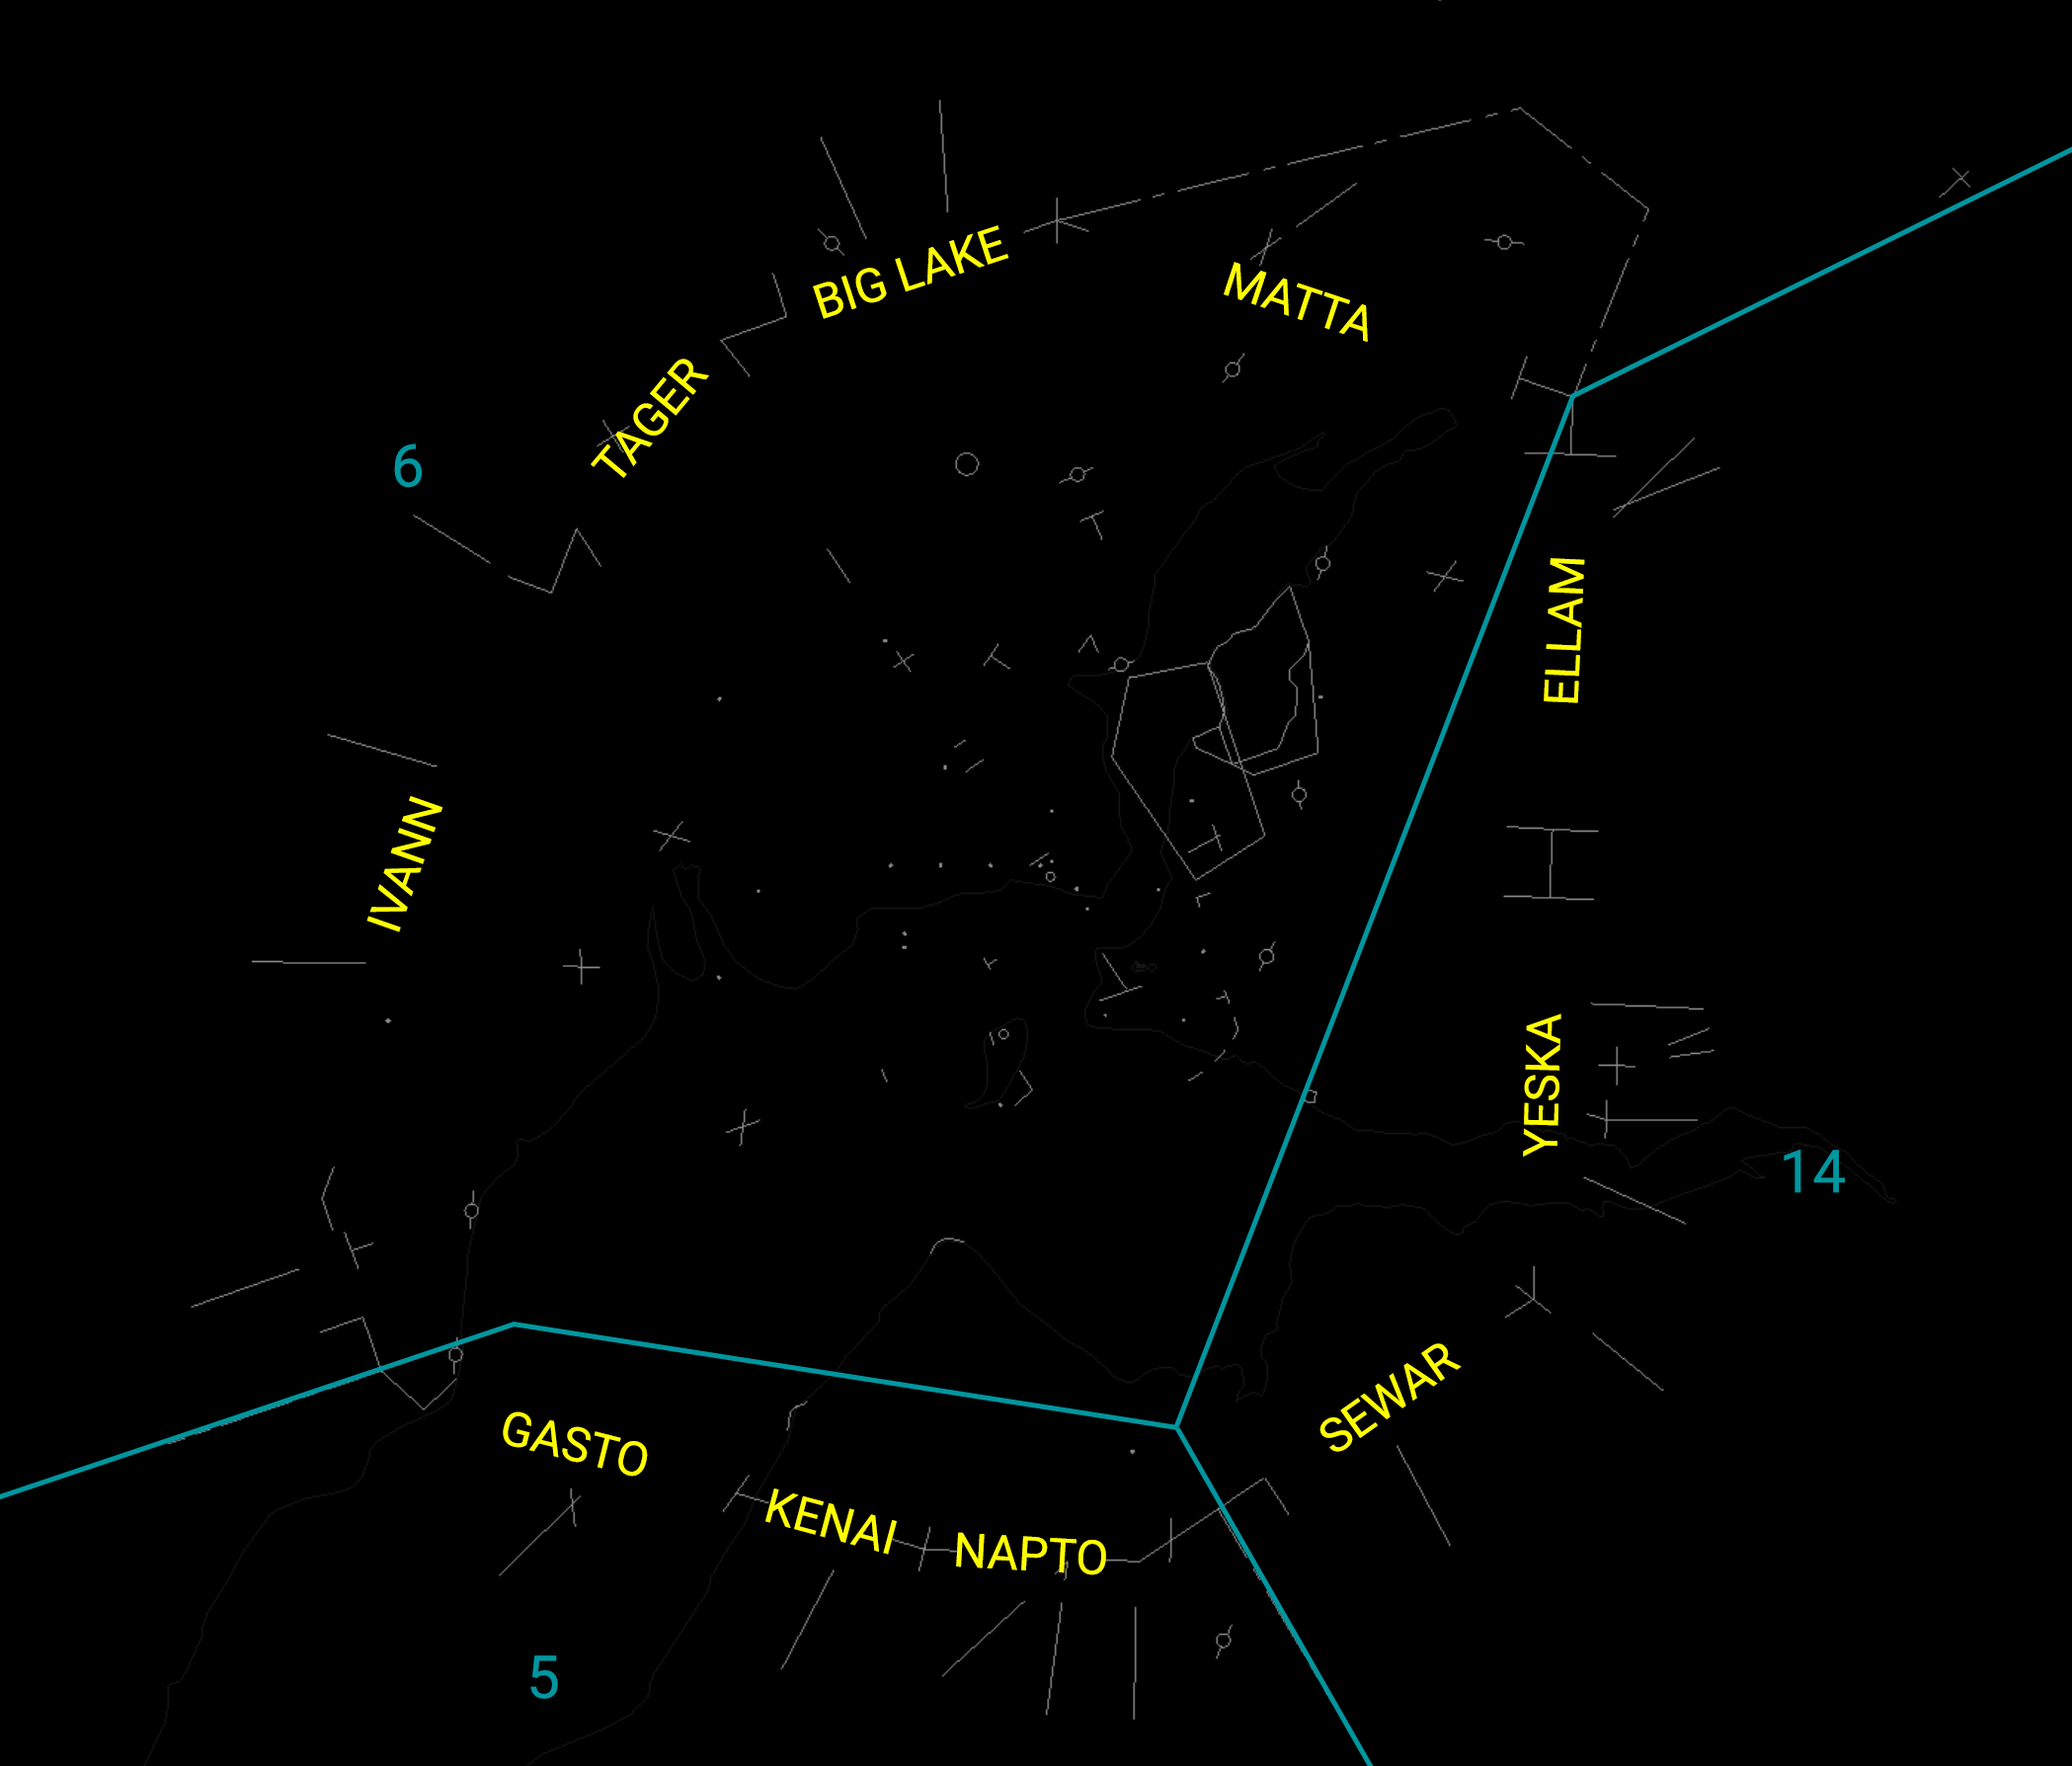 BIG LAKE
MATTA
TAGER
6
ELLAM
IVANN
YESKA
14
SEWAR
GASTO
KENAI
NAPTO
5